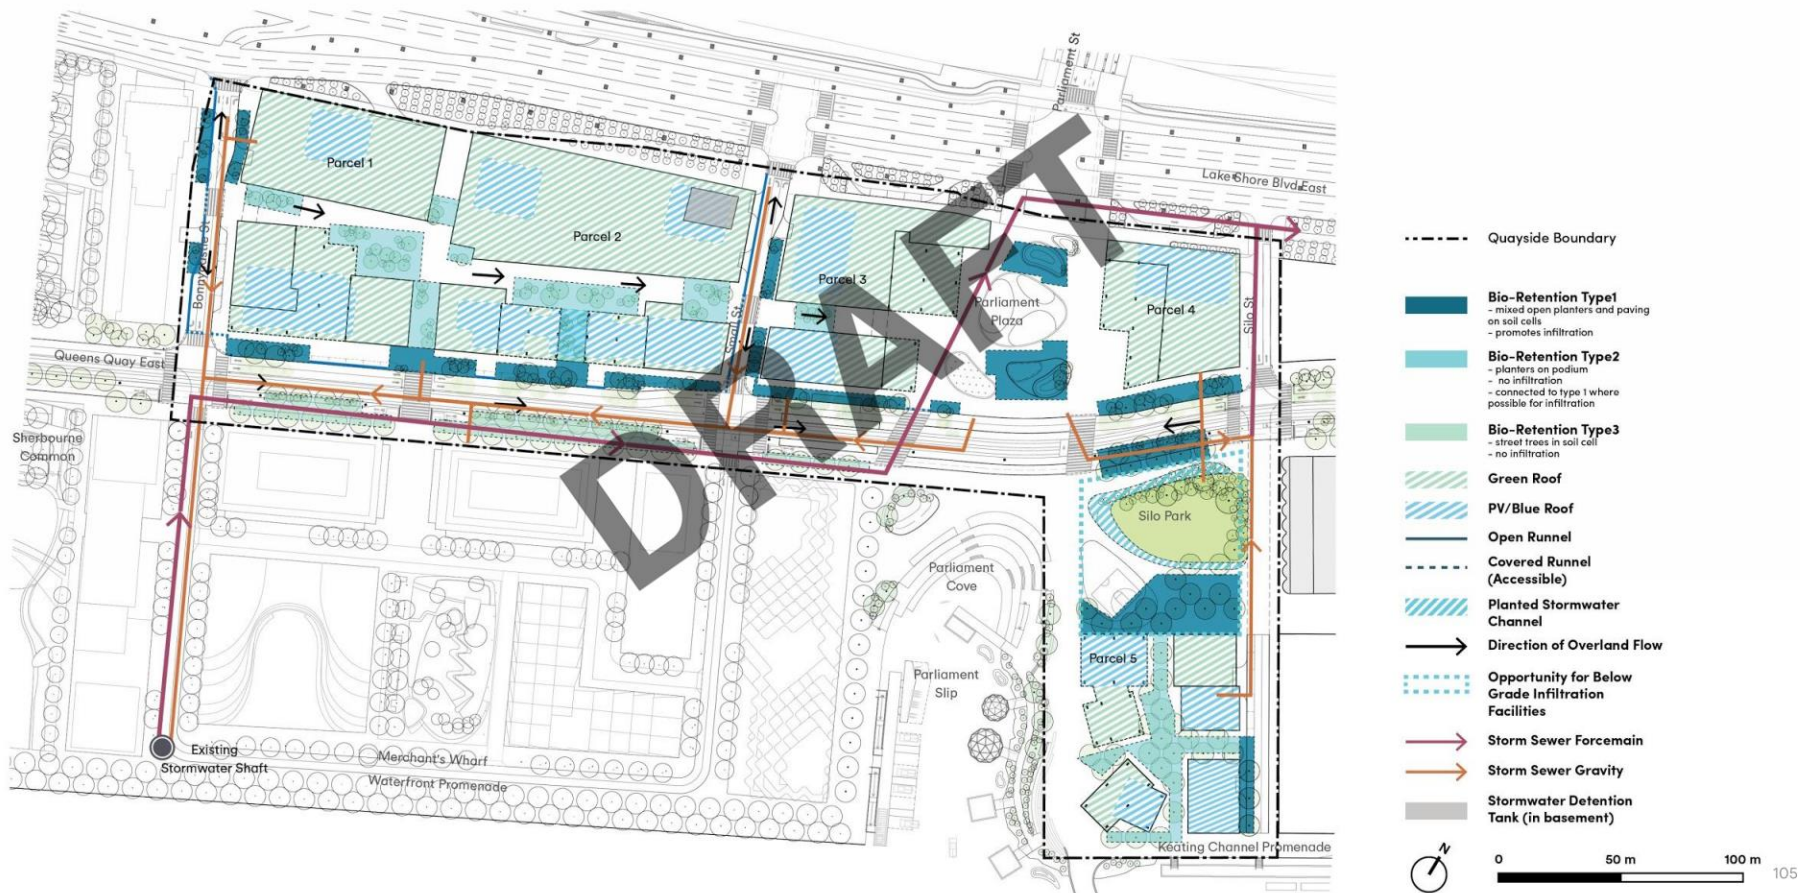 Parliament St
Lake Shore Blvd East
Parcel 1
Parcel 2
Parcel 3
Parcel 4
Parliament
Plaza
Small St
Silo St
Queens Quay East
Sherbourne
Common
Silo Park
Parliament
Cove
Parcel 5
Parliament
Slip
Existing
Stormwater Shaft
Merchant's Wharf
Waterfront Promenade
Keating Channel Promenade
DRAFT
Quayside Boundary
Bio-Retention Type1
- mixed open planters and paving
on soil cells
- promotes infiltration
Bio-Retention Type2
- planters on podium
- no infiltration
- connected to type 1 where
possible for infiltration
Bio-Retention Type3
- street trees in soil cell
- no infiltration
Green Roof
PV/Blue Roof
Open Runnel
Covered Runnel
(Accessible)
Planted Stormwater
Channel
Direction of Overland Flow
Opportunity for Below
Grade Infiltration
Facilities
Storm Sewer Forcemain
Storm Sewer Gravity
Stormwater Detention
Tank (in basement)
N
0 50 m 100 m
105